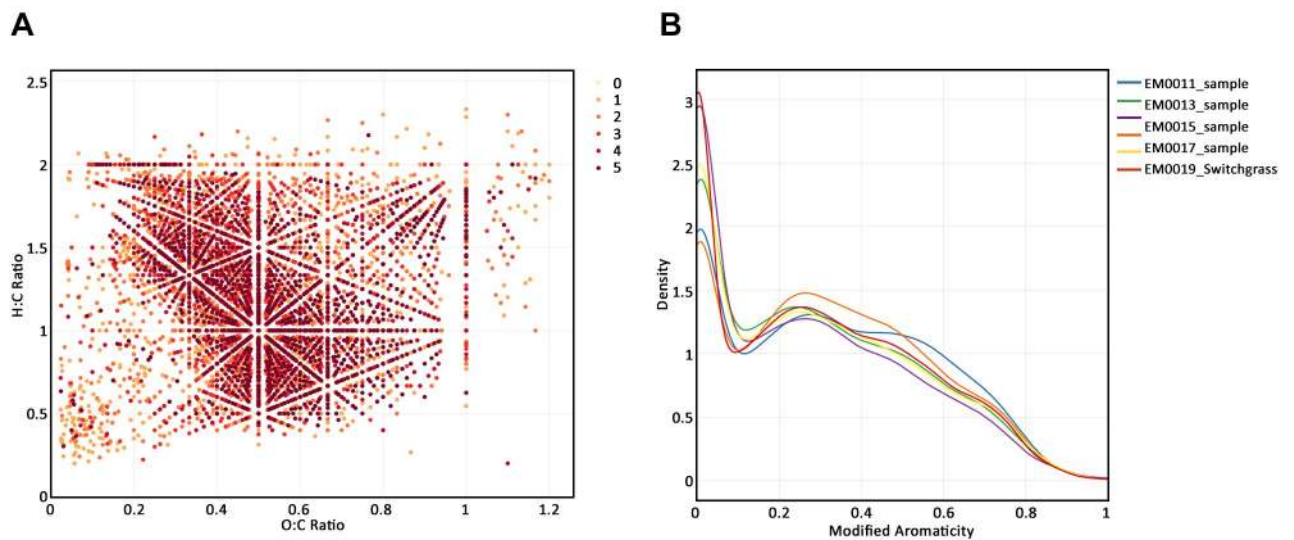 A
2.5
2
1.5
1
0.5
0
H:C Ratio
0 0.2 0.4 0.6 0.8 1 1.2
O:C Ratio
0
1
2
3
4
5
B
3
2.5
2
1.5
1
0.5
0
Density
0 0.2 0.4 0.6 0.8 1
Modified Aromaticity
EM0011_sample
EM0013_sample
EM0015_sample
EM0017_sample
EM0019_Switchgrass